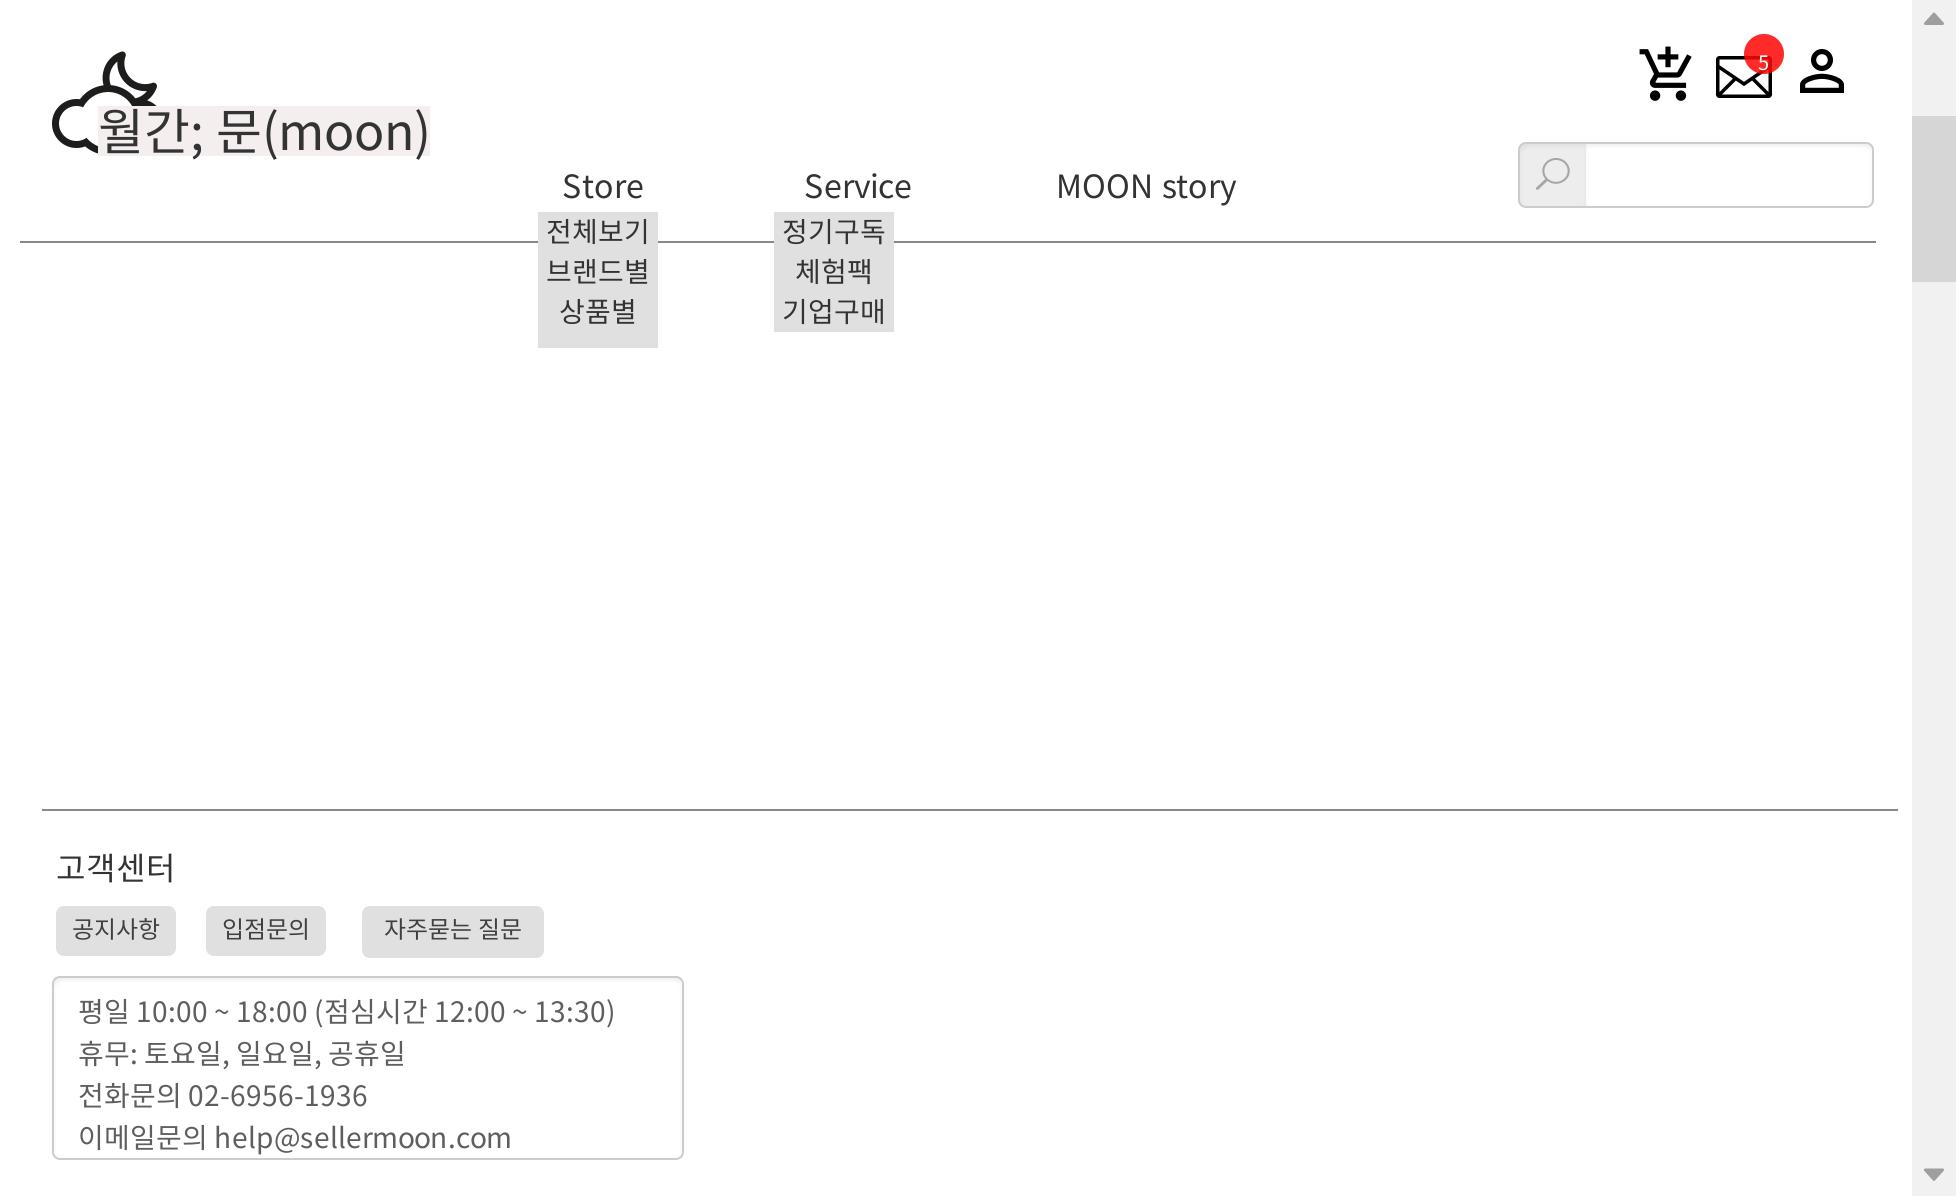 월간; 문(moon)
5
Store
Service
MOON story
전체보기
브랜드별
상품별
정기구독
체험팩
기업구매
고객센터
공지사항
입점문의
자주묻는 질문
평일 10:00 ~ 18:00 (점심시간 12:00 ~ 13:30)
휴무: 토요일, 일요일, 공휴일
전화문의 02-6956-1936
이메일문의 help@sellermoon.com